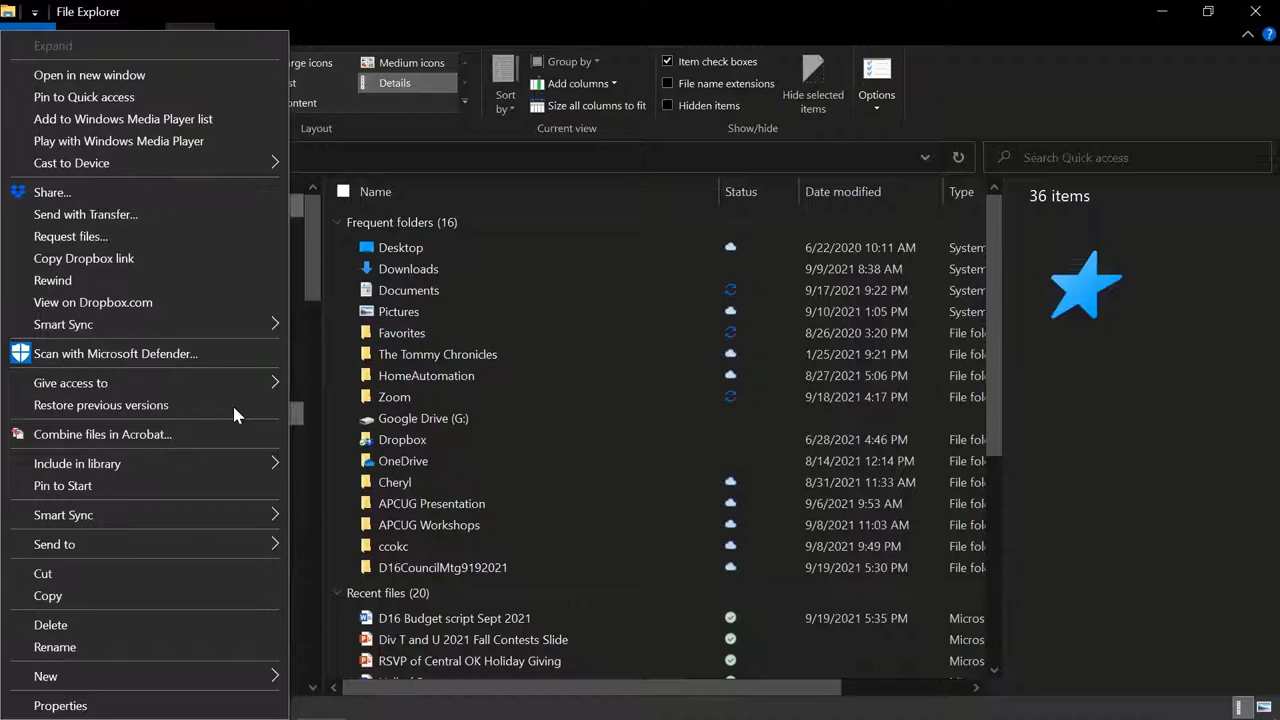 File Explorer
Expand
Open in new window
Pin to Quick access
Add to Windows Media Player list
Play with Windows Media Player
Cast to Device
Share...
Send with Transfer...
Request files...
Copy Dropbox link
Rewind
View on Dropbox.com
Smart Sync
Scan with Microsoft Defender...
Give access to
Restore previous versions
Combine files in Acrobat...
Include in library
Pin to Start
Smart Sync
Send to
Cut
Copy
Delete
Rename
New
Properties
Medium icons
Details
Layout
Sort by
Group by
Add columns
Size all columns to fit
Current view
Item check boxes
File name extensions
Hidden items
Hide selected items
Show/hide
Options
Search Quick access
Name Status Date modified Type
Frequent folders (16)
Desktop 6/22/2020 10:11 AM System
Downloads 9/9/2021 8:38 AM System
Documents 9/17/2021 9:22 PM System
Pictures 9/10/2021 1:05 PM System
Favorites 8/26/2020 3:20 PM File fo
The Tommy Chronicles 1/25/2021 9:21 PM File fo
HomeAutomation 8/27/2021 5:06 PM File fo
Zoom 9/18/2021 4:17 PM File fo
Google Drive (G:)
Dropbox 6/28/2021 4:46 PM File fo
OneDrive 8/14/2021 12:14 PM File fo
Cheryl 8/31/2021 11:33 AM File fo
APCUG Presentation 9/6/2021 9:53 AM File fo
APCUG Workshops 9/8/2021 11:03 AM File fo
ccokc 9/8/2021 9:49 PM File fo
D16CouncilMtg9192021 9/19/2021 5:30 PM File fo
Recent files (20)
D16 Budget script Sept 2021 9/19/2021 5:35 PM Micros
Div T and U 2021 Fall Contests Slide Micros
RSVP of Central OK Holiday Giving Micros
36 items